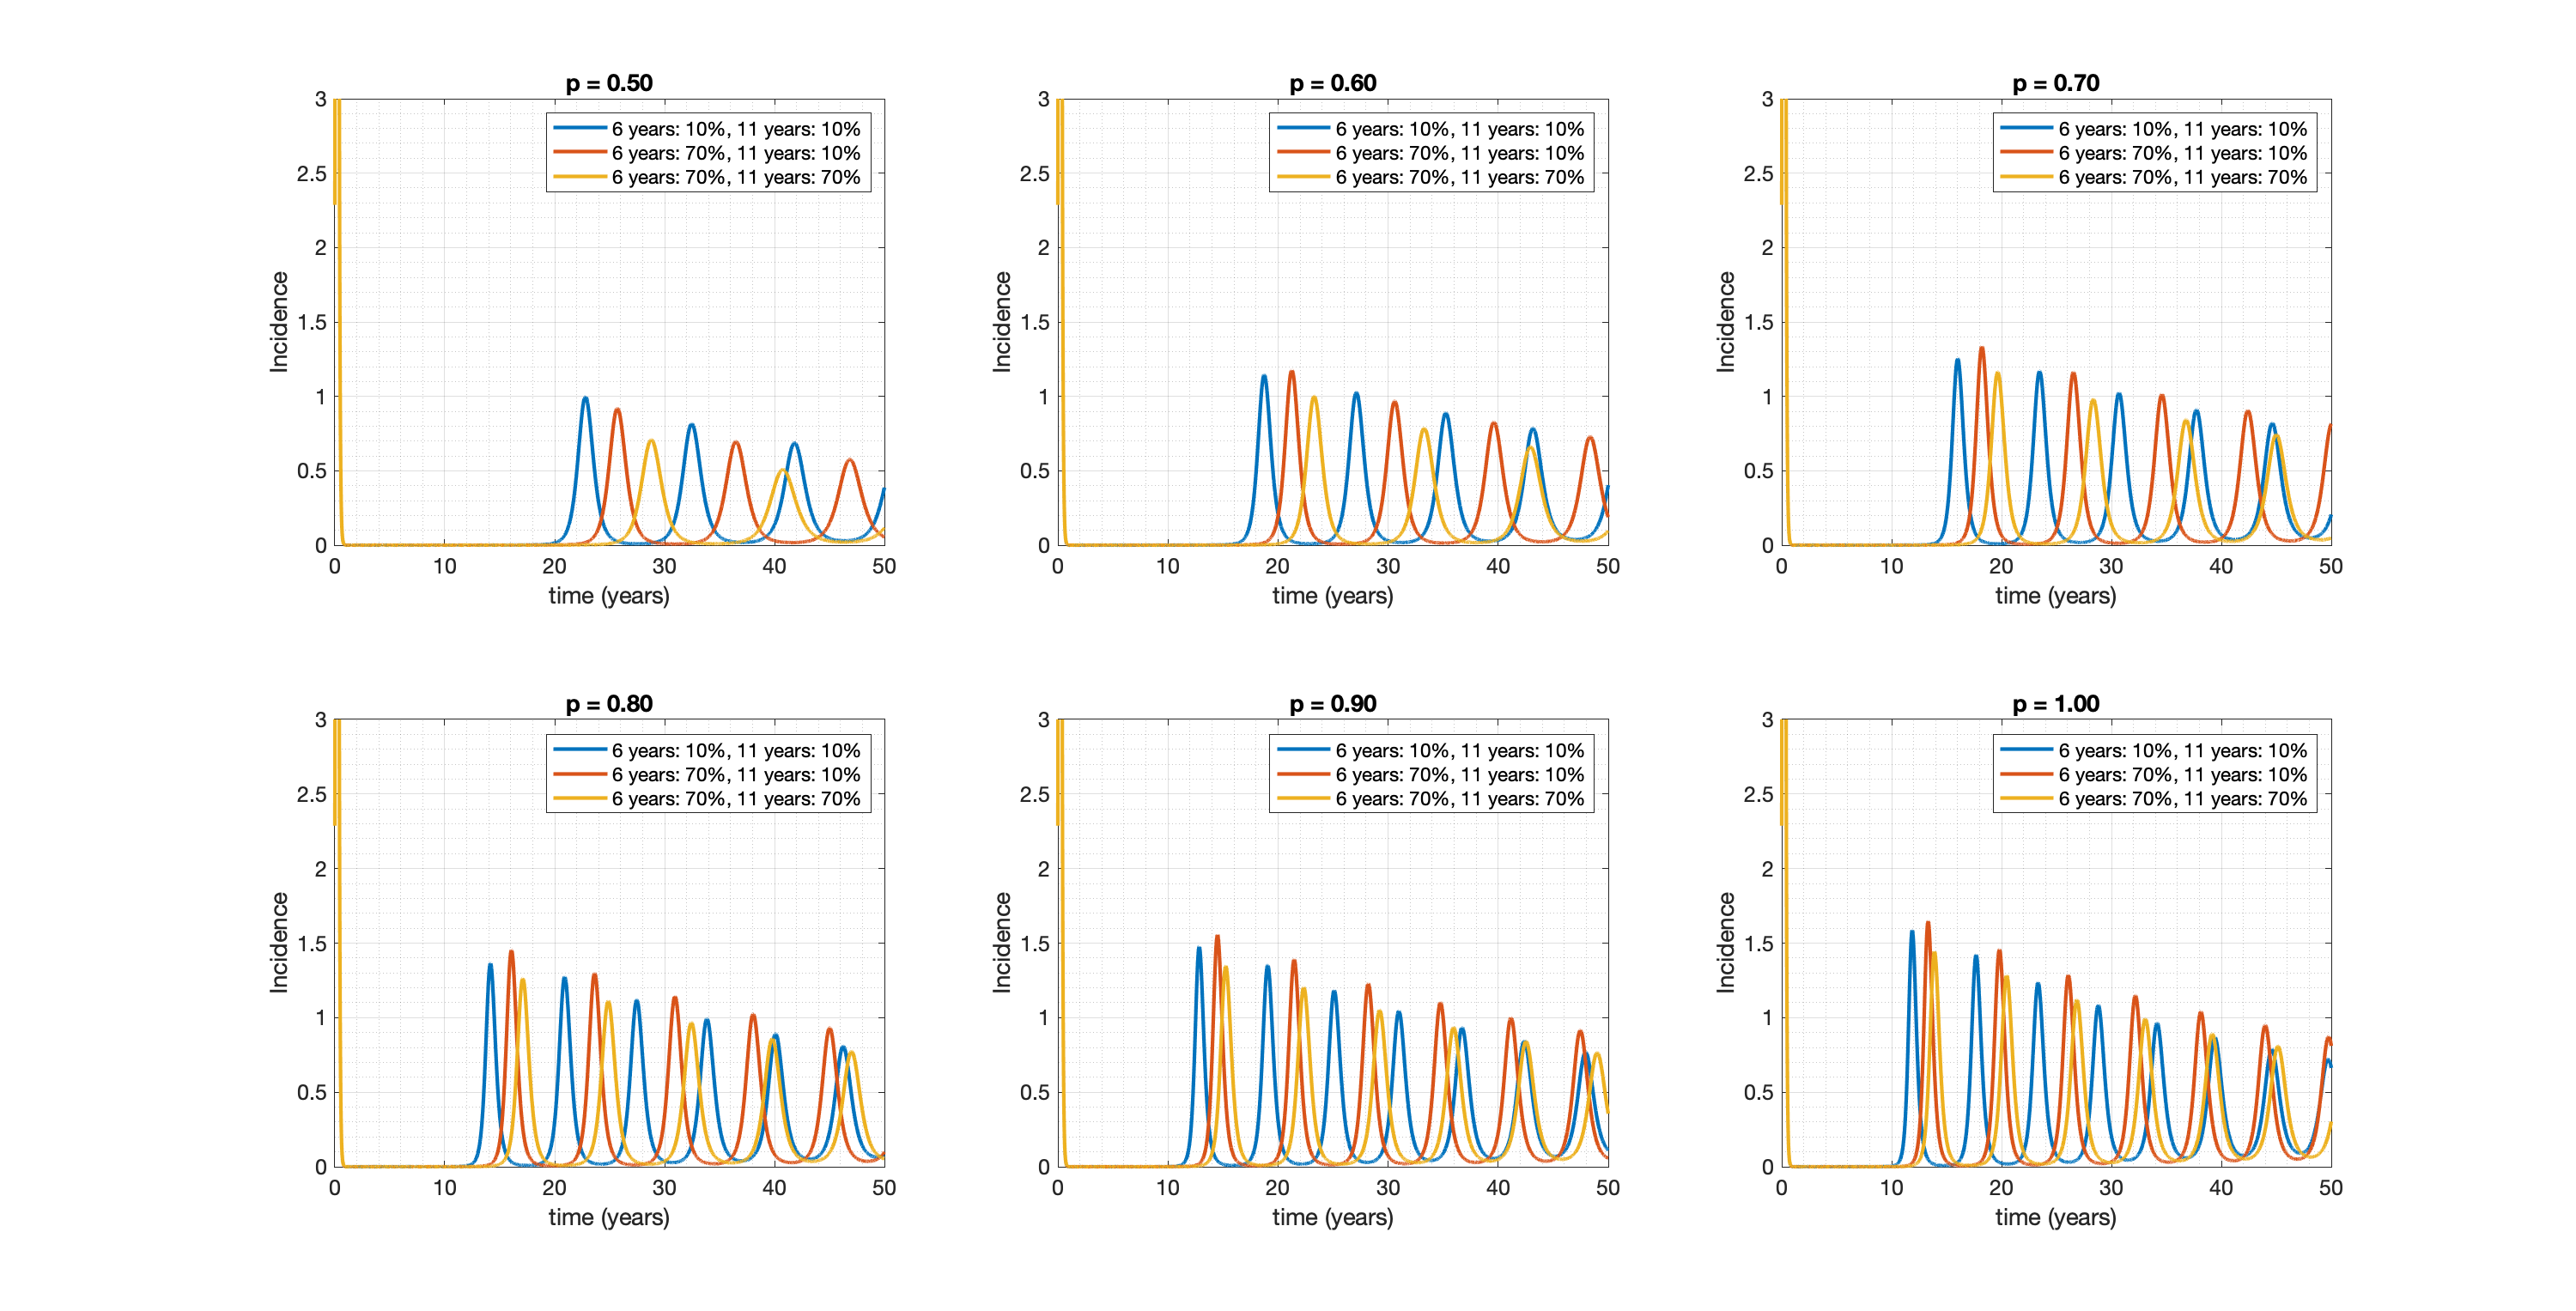 p = 0.50
3
2.5
2
1.5
1
0.5
0
Incidence
0 10 20 30 40 50
time (years)
6 years: 10%, 11 years: 10%
6 years: 70%, 11 years: 10%
6 years: 70%, 11 years: 70%
p = 0.60
3
2.5
2
1.5
1
0.5
0
Incidence
0 10 20 30 40 50
time (years)
6 years: 10%, 11 years: 10%
6 years: 70%, 11 years: 10%
6 years: 70%, 11 years: 70%
p = 0.70
3
2.5
2
1.5
1
0.5
0
Incidence
0 10 20 30 40 50
time (years)
6 years: 10%, 11 years: 10%
6 years: 70%, 11 years: 10%
6 years: 70%, 11 years: 70%
p = 0.80
3
2.5
2
1.5
1
0.5
0
Incidence
0 10 20 30 40 50
time (years)
6 years: 10%, 11 years: 10%
6 years: 70%, 11 years: 10%
6 years: 70%, 11 years: 70%
p = 0.90
3
2.5
2
1.5
1
0.5
0
Incidence
0 10 20 30 40 50
time (years)
6 years: 10%, 11 years: 10%
6 years: 70%, 11 years: 10%
6 years: 70%, 11 years: 70%
p = 1.00
3
2.5
2
1.5
1
0.5
0
Incidence
0 10 20 30 40 50
time (years)
6 years: 10%, 11 years: 10%
6 years: 70%, 11 years: 10%
6 years: 70%, 11 years: 70%